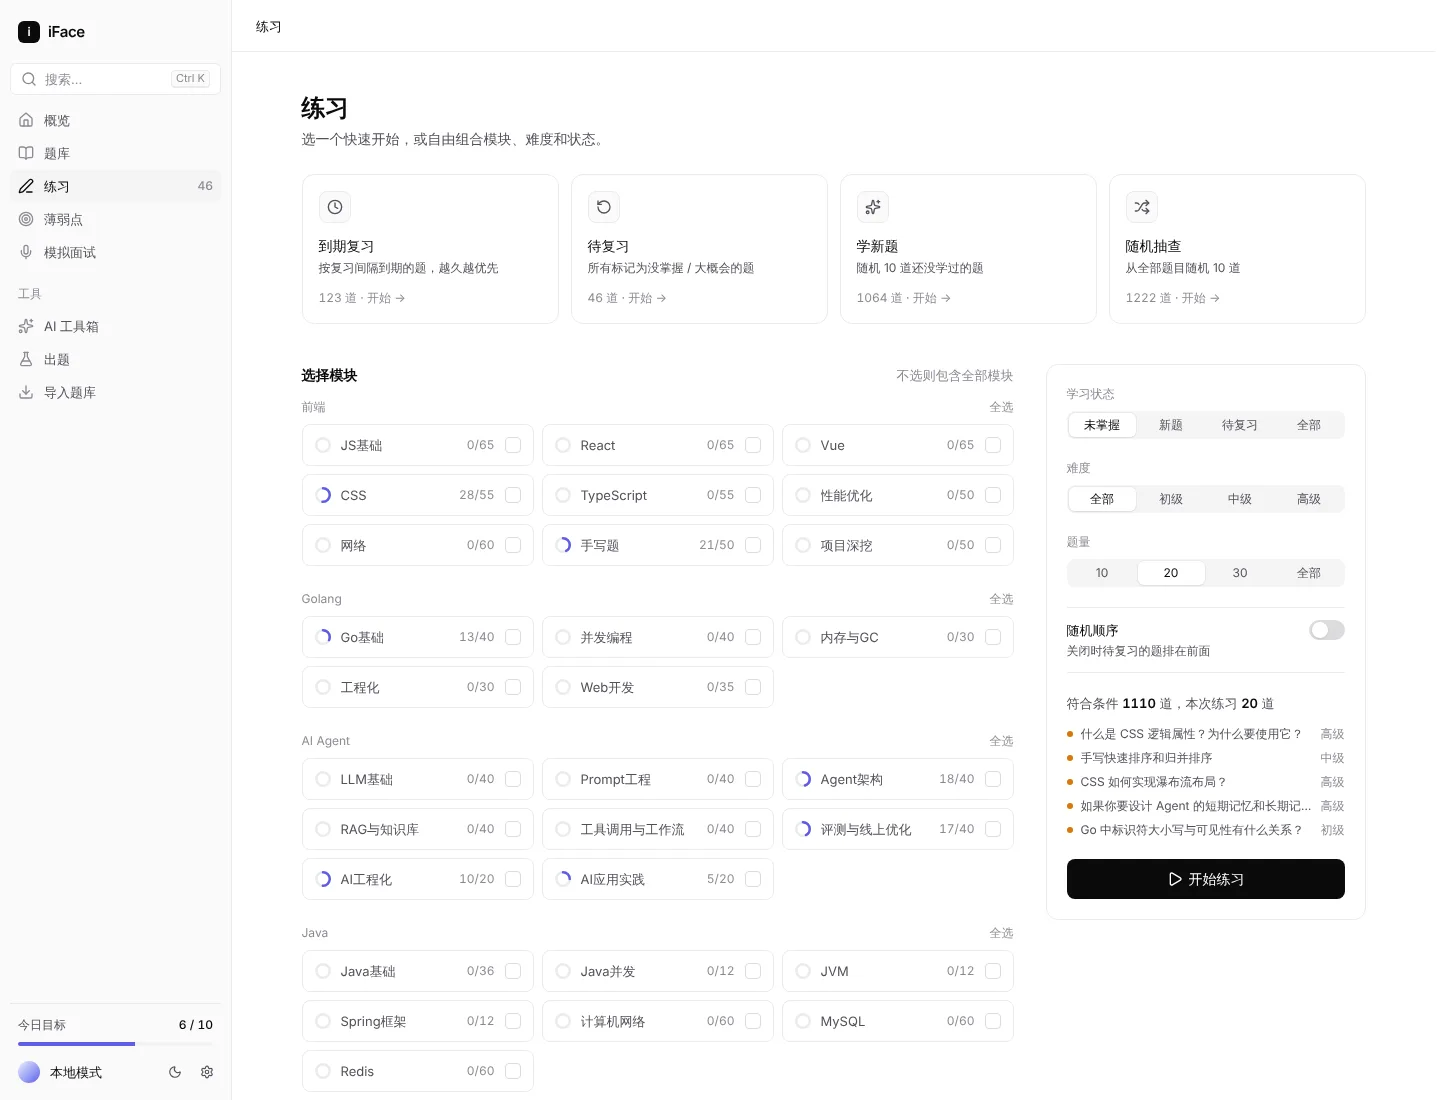 i iFace
搜索... Ctrl K
概览
题库
练习 46
薄弱点
模拟面试
工具
AI 工具箱
出题
导入题库
今日目标 6 / 10
本地模式
练习
练习
选一个快速开始，或自由组合模块、难度和状态。
到期复习
按复习间隔到期的题，越久越优先
123 道 · 开始 →
待复习
所有标记为没掌握 / 大概会的题
46 道 · 开始 →
学新题
随机 10 道还没学过的题
1064 道 · 开始 →
随机抽查
从全部题目随机 10 道
1222 道 · 开始 →
选择模块 不选则包含全部模块
前端 全选
JS基础 0/65 React 0/65 Vue 0/65
CSS 28/55 TypeScript 0/55 性能优化 0/50
网络 0/60 手写题 21/50 项目深挖 0/50
Golang 全选
Go基础 13/40 并发编程 0/40 内存与GC 0/30
工程化 0/30 Web开发 0/35
AI Agent 全选
LLM基础 0/40 Prompt工程 0/40 Agent架构 18/40
RAG与知识库 0/40 工具调用与工作流 0/40 评测与线上优化 17/40
AI工程化 10/20 AI应用实践 5/20
Java 全选
Java基础 0/36 Java并发 0/12 JVM 0/12
Spring框架 0/12 计算机网络 0/60 MySQL 0/60
Redis 0/60
学习状态
未掌握 新题 待复习 全部
难度
全部 初级 中级 高级
题量
10 20 30 全部
随机顺序
关闭时待复习的题排在前面
符合条件 1110 道，本次练习 20 道
什么是 CSS 逻辑属性？为什么要使用它？ 高级
手写快速排序和归并排序 中级
CSS 如何实现瀑布流布局？ 高级
如果你要设计 Agent 的短期记忆和长期记... 高级
Go 中标识符大小写与可见性有什么关系？ 初级
开始练习